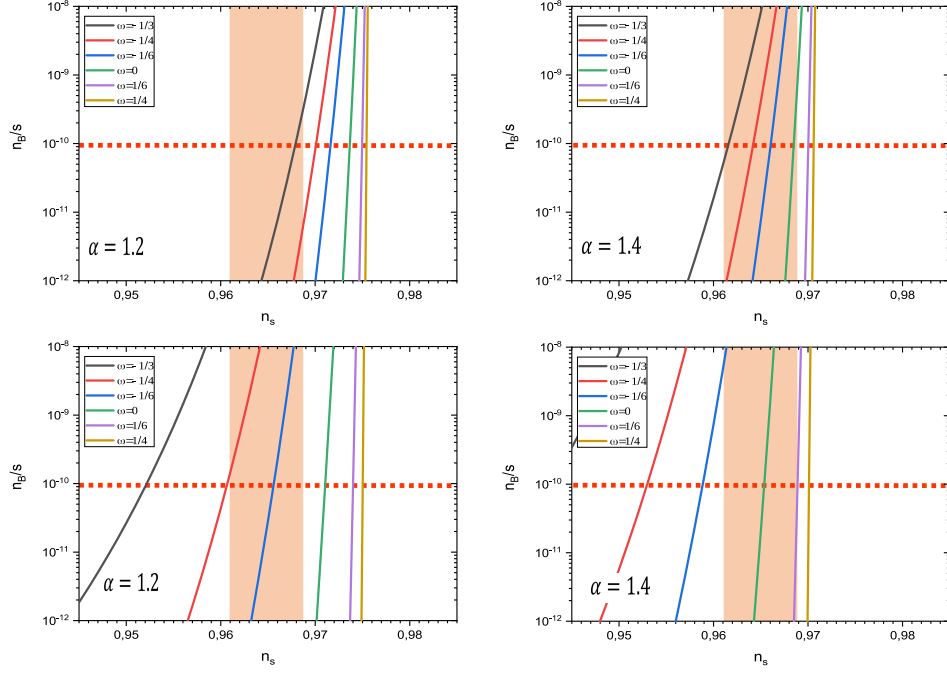 10⁻⁸
10⁻⁹
10⁻¹⁰
10⁻¹¹
10⁻¹²
n_B/s
ω=- 1/3
ω=- 1/4
ω=- 1/6
ω=0
ω=1/6
ω=1/4
α = 1.2
0,95 0,96 0,97 0,98
n_s
10⁻⁸
10⁻⁹
10⁻¹⁰
10⁻¹¹
10⁻¹²
n_B/s
ω=- 1/3
ω=- 1/4
ω=- 1/6
ω=0
ω=1/6
ω=1/4
α = 1.4
0,95 0,96 0,97 0,98
n_s
10⁻⁸
10⁻⁹
10⁻¹⁰
10⁻¹¹
10⁻¹²
n_B/s
ω=- 1/3
ω=- 1/4
ω=- 1/6
ω=0
ω=1/6
ω=1/4
α = 1.2
0,95 0,96 0,97 0,98
n_s
10⁻⁸
10⁻⁹
10⁻¹⁰
10⁻¹¹
10⁻¹²
n_B/s
ω=- 1/3
ω=- 1/4
ω=- 1/6
ω=0
ω=1/6
ω=1/4
α = 1.4
0,95 0,96 0,97 0,98
n_s